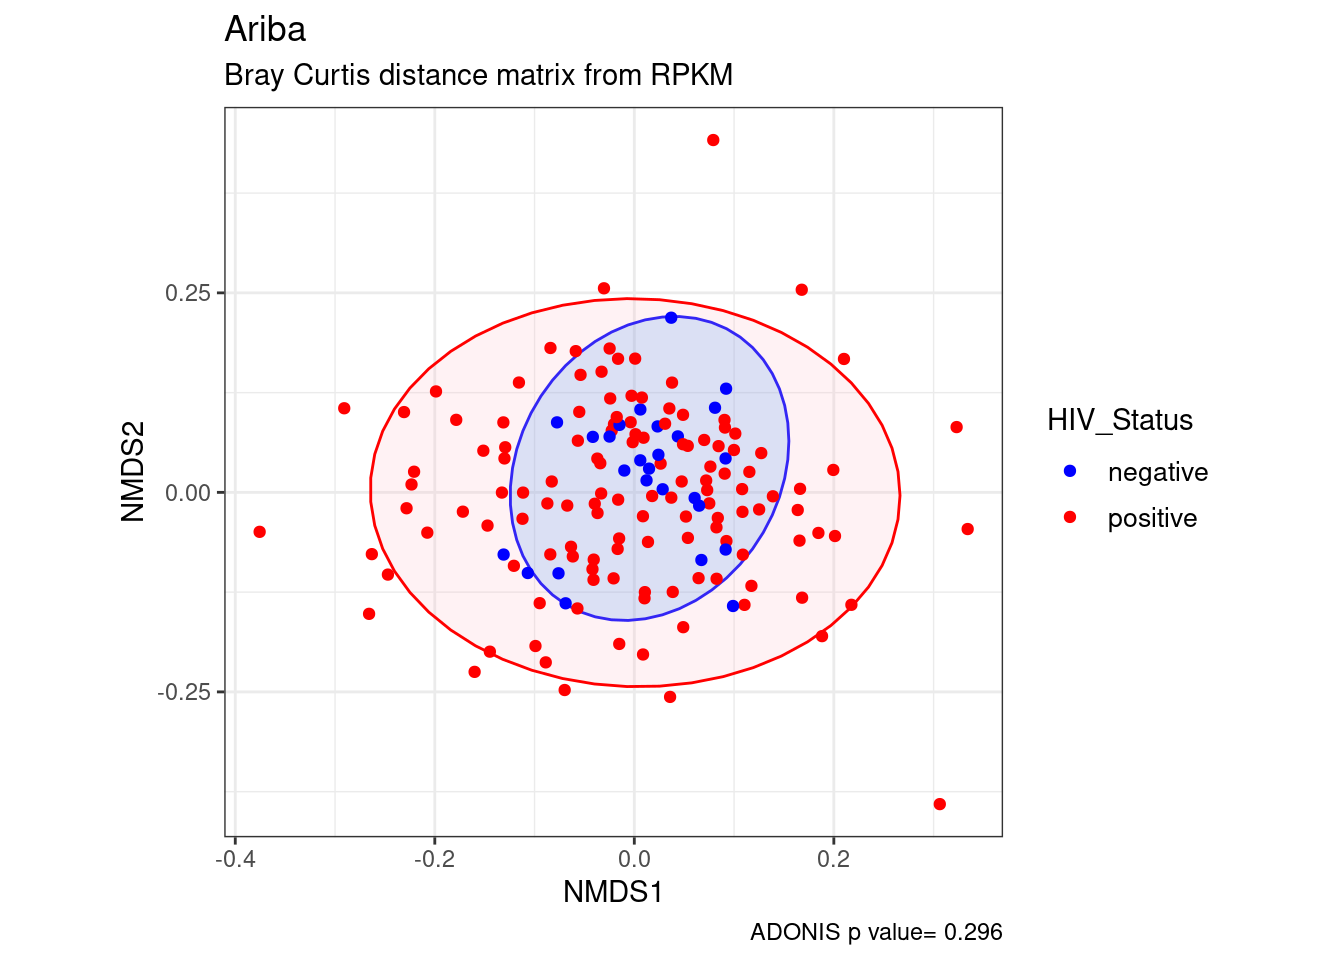 Ariba
Bray Curtis distance matrix from RPKM
NMDS2
0.25
0.00
-0.25
-0.4
-0.2
0.0
0.2
NMDS1
HIV_Status
negative
positive
ADONIS p value= 0.296